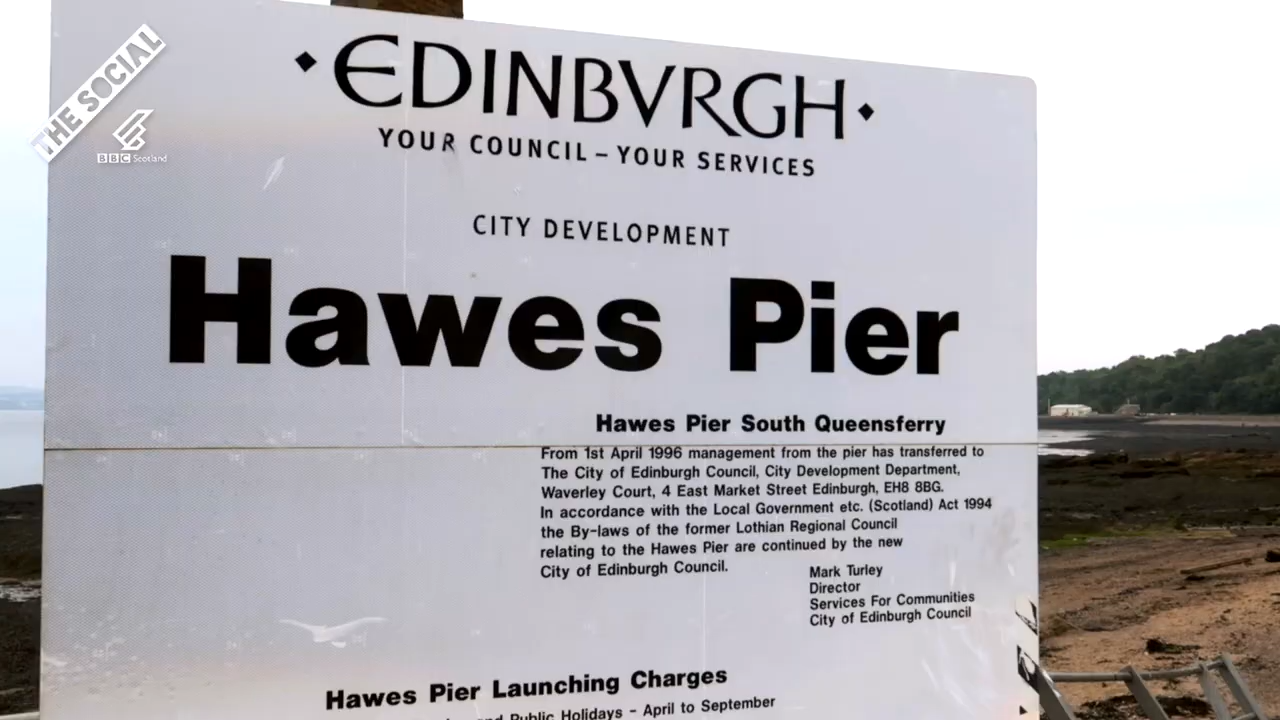 THE SOCIAL
BBC Scotland
EDINBVRGH
YOUR COUNCIL – YOUR SERVICES
CITY DEVELOPMENT
Hawes Pier
Hawes Pier South Queensferry
From 1st April 1996 management from the pier has transferred to
The City of Edinburgh Council, City Development Department,
Waverley Court, 4 East Market Street Edinburgh, EH8 8BG.
In accordance with the Local Government etc. (Scotland) Act 1994
the By-laws of the former Lothian Regional Council
relating to the Hawes Pier are continued by the new
City of Edinburgh Council.
Mark Turley
Director
Services For Communities
City of Edinburgh Council
Hawes Pier Launching Charges
and Public Holidays - April to September